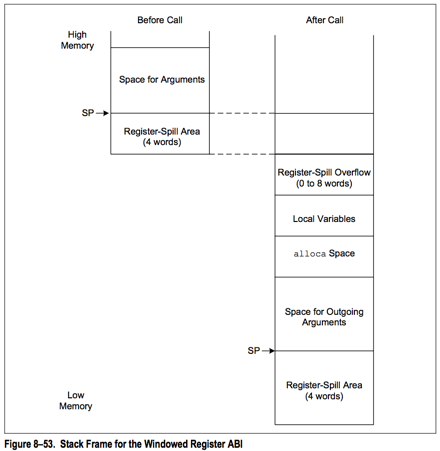 Before Call
After Call
High
Memory
Space for Arguments
SP
Register-Spill Area
(4 words)
Register-Spill Overflow
(0 to 8 words)
Local Variables
alloca Space
Space for Outgoing
Arguments
SP
Register-Spill Area
(4 words)
Low
Memory
Figure 8–53. Stack Frame for the Windowed Register ABI